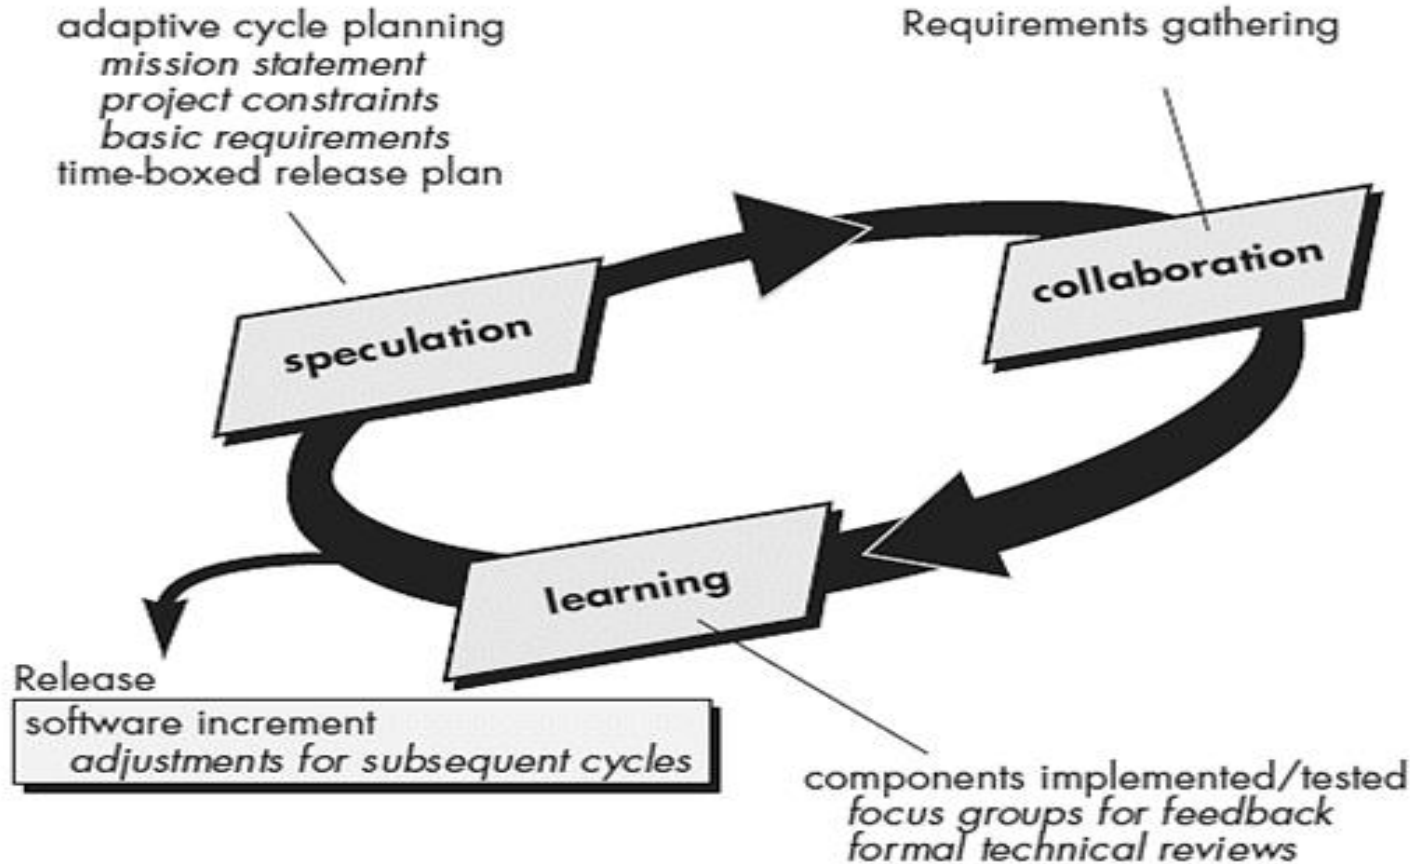 adaptive cycle planning
mission statement
project constraints
basic requirements
time-boxed release plan
Requirements gathering
speculation
collaboration
learning
Release
software increment
adjustments for subsequent cycles
components implemented/tested
focus groups for feedback
formal technical reviews